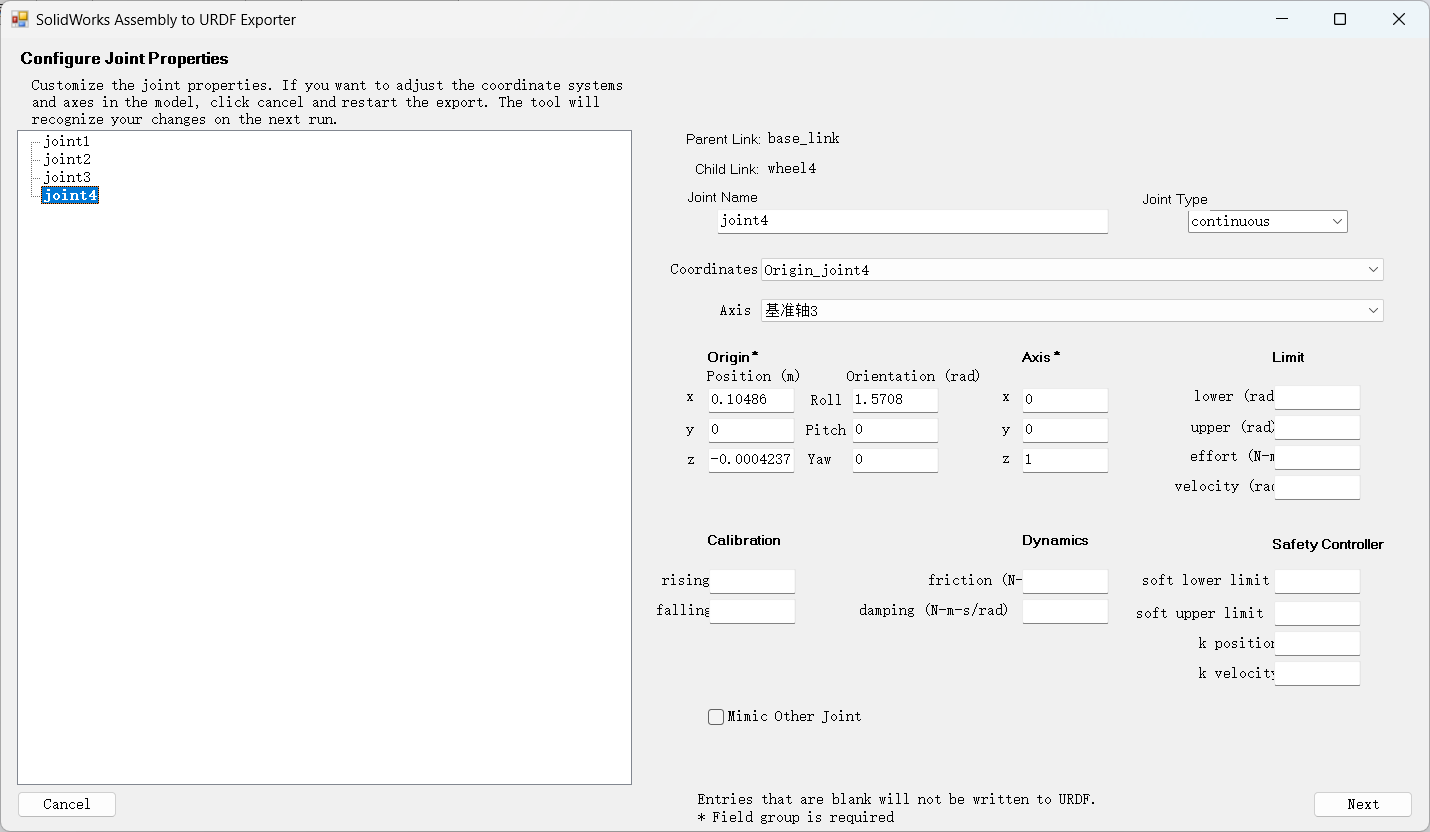 SolidWorks Assembly to URDF Exporter
Configure Joint Properties
Customize the joint properties. If you want to adjust the coordinate systems
and axes in the model, click cancel and restart the export. The tool will
recognize your changes on the next run.
joint1
joint2
joint3
joint4
Parent Link: base_link
Child Link: wheel4
Joint Name
joint4
Joint Type
continuous
Coordinates Origin_joint4
Axis 基准轴3
Origin*
Position (m) Orientation (rad)
x 0.10486 Roll 1.5708
y 0 Pitch 0
z -0.0004237 Yaw 0
Axis*
x 0
y 0
z 1
Limit
lower (rad
upper (rad)
effort (N-m
velocity (rad
Calibration
rising
falling
Dynamics
friction (N-
damping (N-m-s/rad)
Safety Controller
soft lower limit
soft upper limit
k position
k velocity
Mimic Other Joint
Entries that are blank will not be written to URDF.
* Field group is required
Cancel
Next